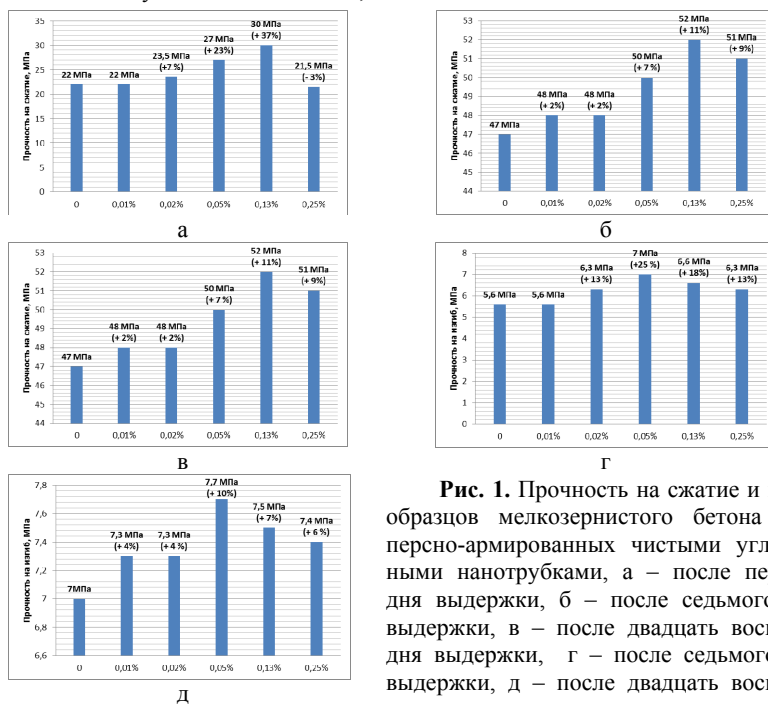 35
30
25
20
15
10
5
0
Прочность на сжатие, МПа
22 МПа
22 МПа
23,5 МПа
(+7 %)
27 МПа
(+ 23%)
30 МПа
(+ 37%)
21,5 МПа
(- 3%)
0 0,01% 0,02% 0,05% 0,13% 0,25%
а
53
52
51
50
49
48
47
46
45
44
Прочность на сжатие, МПа
47 МПа
48 МПа
(+ 2%)
48 МПа
(+ 2%)
50 МПа
(+ 7 %)
52 МПа
(+ 11%)
51 МПа
(+ 9%)
0 0,01% 0,02% 0,05% 0,13% 0,25%
б
53
52
51
50
49
48
47
46
45
44
Прочность на сжатие, МПа
47 МПа
48 МПа
(+ 2%)
48 МПа
(+ 2%)
50 МПа
(+ 7 %)
52 МПа
(+ 11%)
51 МПа
(+ 9%)
0 0,01% 0,02% 0,05% 0,13% 0,25%
в
8
7
6
5
4
3
2
1
0
Прочность на изгиб, МПа
5,6 МПа
5,6 МПа
6,3 МПа
(+ 13 %)
7 МПа
(+25 %)
6,6 МПа
(+ 18%)
6,3 МПа
(+ 13%)
0 0,01% 0,02% 0,05% 0,13% 0,25%
г
7,8
7,6
7,4
7,2
7
6,8
6,6
Прочность на изгиб, МПа
7МПа
7,3 МПа
(+ 4%)
7,3 МПа
(+ 4 %)
7,7 МПа
(+ 10%)
7,5 МПа
(+ 7%)
7,4 МПа
(+ 6 %)
0 0,01% 0,02% 0,05% 0,13% 0,25%
д
Рис. 1. Прочность на сжатие и
образцов мелкозернистого бетона
персно-армированных чистыми угл
ными нанотрубками, а – после пе
дня выдержки, б – после седьмого
выдержки, в – после двадцать вос
дня выдержки, г – после седьмого
выдержки, д – после двадцать вос